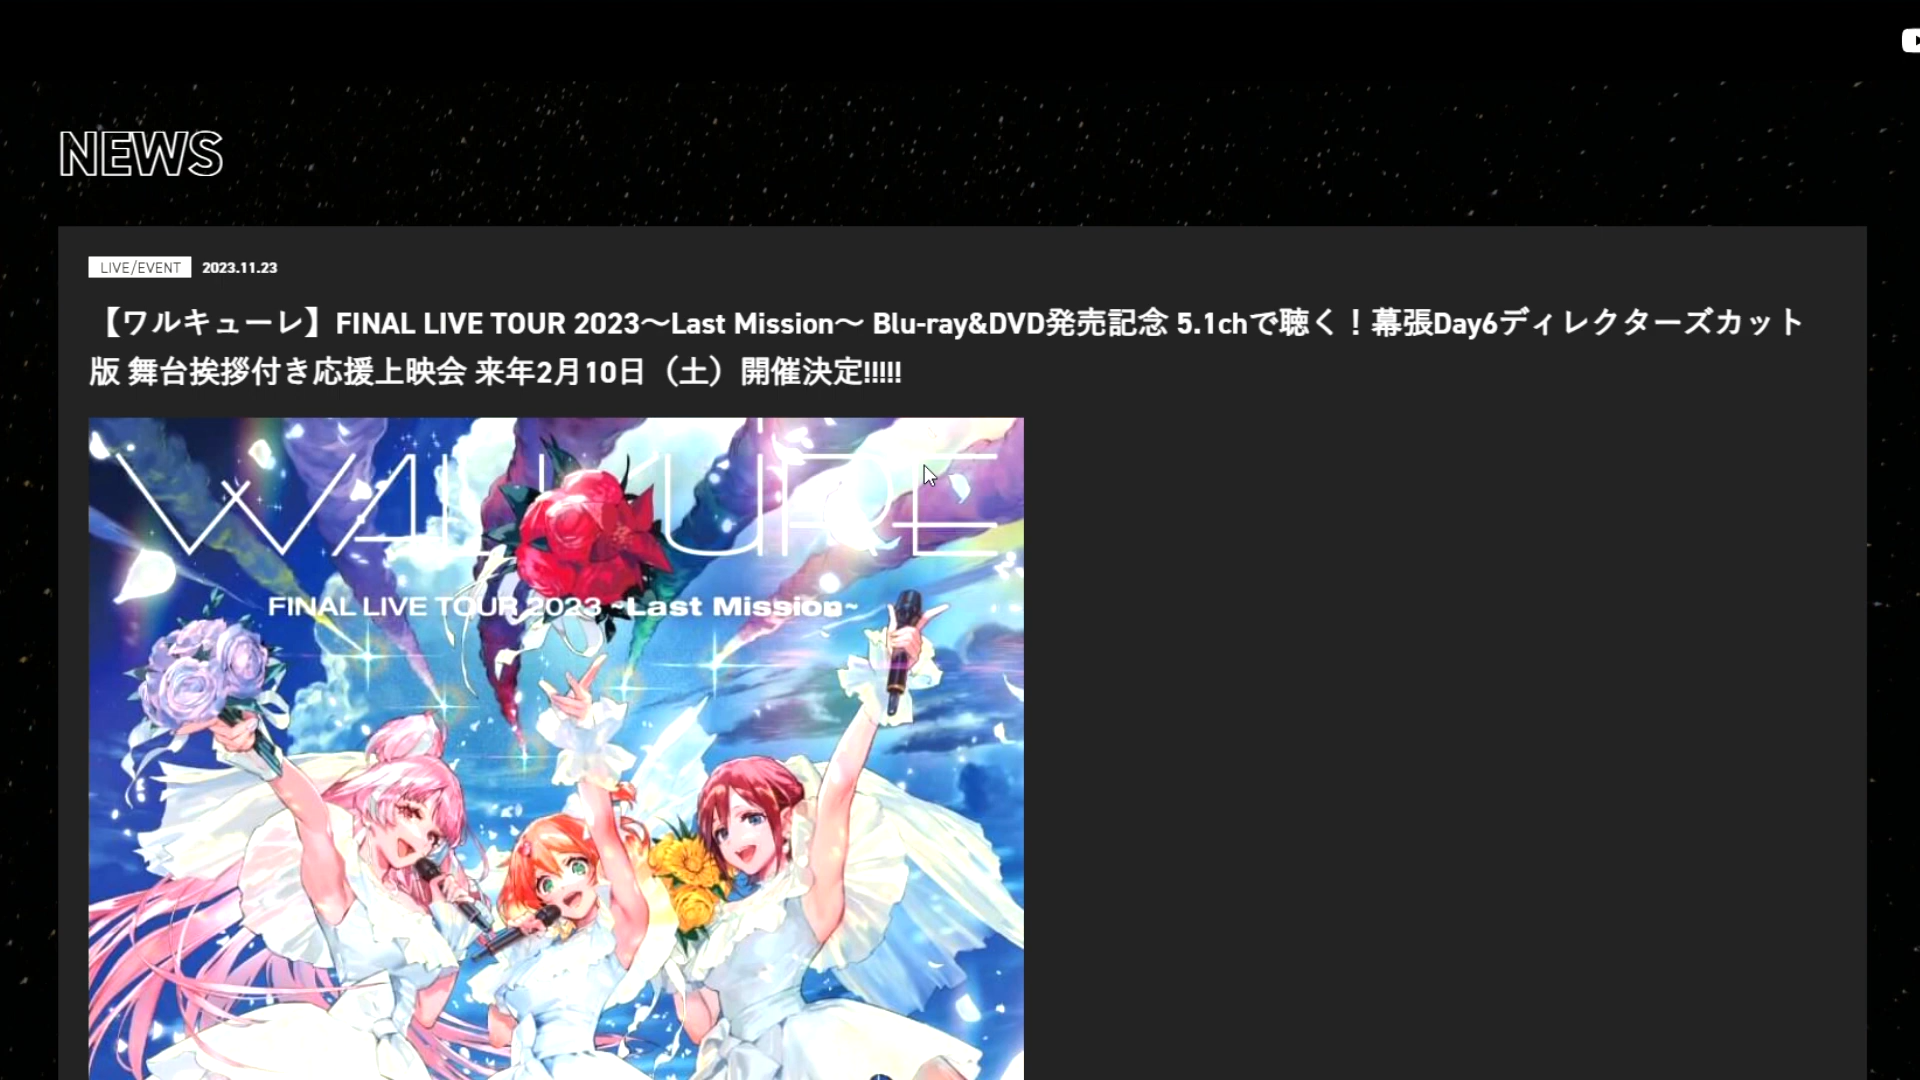 NEWS
LIVE/EVENT 2023.11.23
【ワルキューレ】FINAL LIVE TOUR 2023〜Last Mission〜 Blu-ray&DVD発売記念 5.1chで聴く！幕張Day6ディレクターズカット
版 舞台挨拶付き応援上映会 来年2月10日（土）開催決定!!!!!
WALKÜRE
FINAL LIVE TOUR 2023 ~Last Mission~